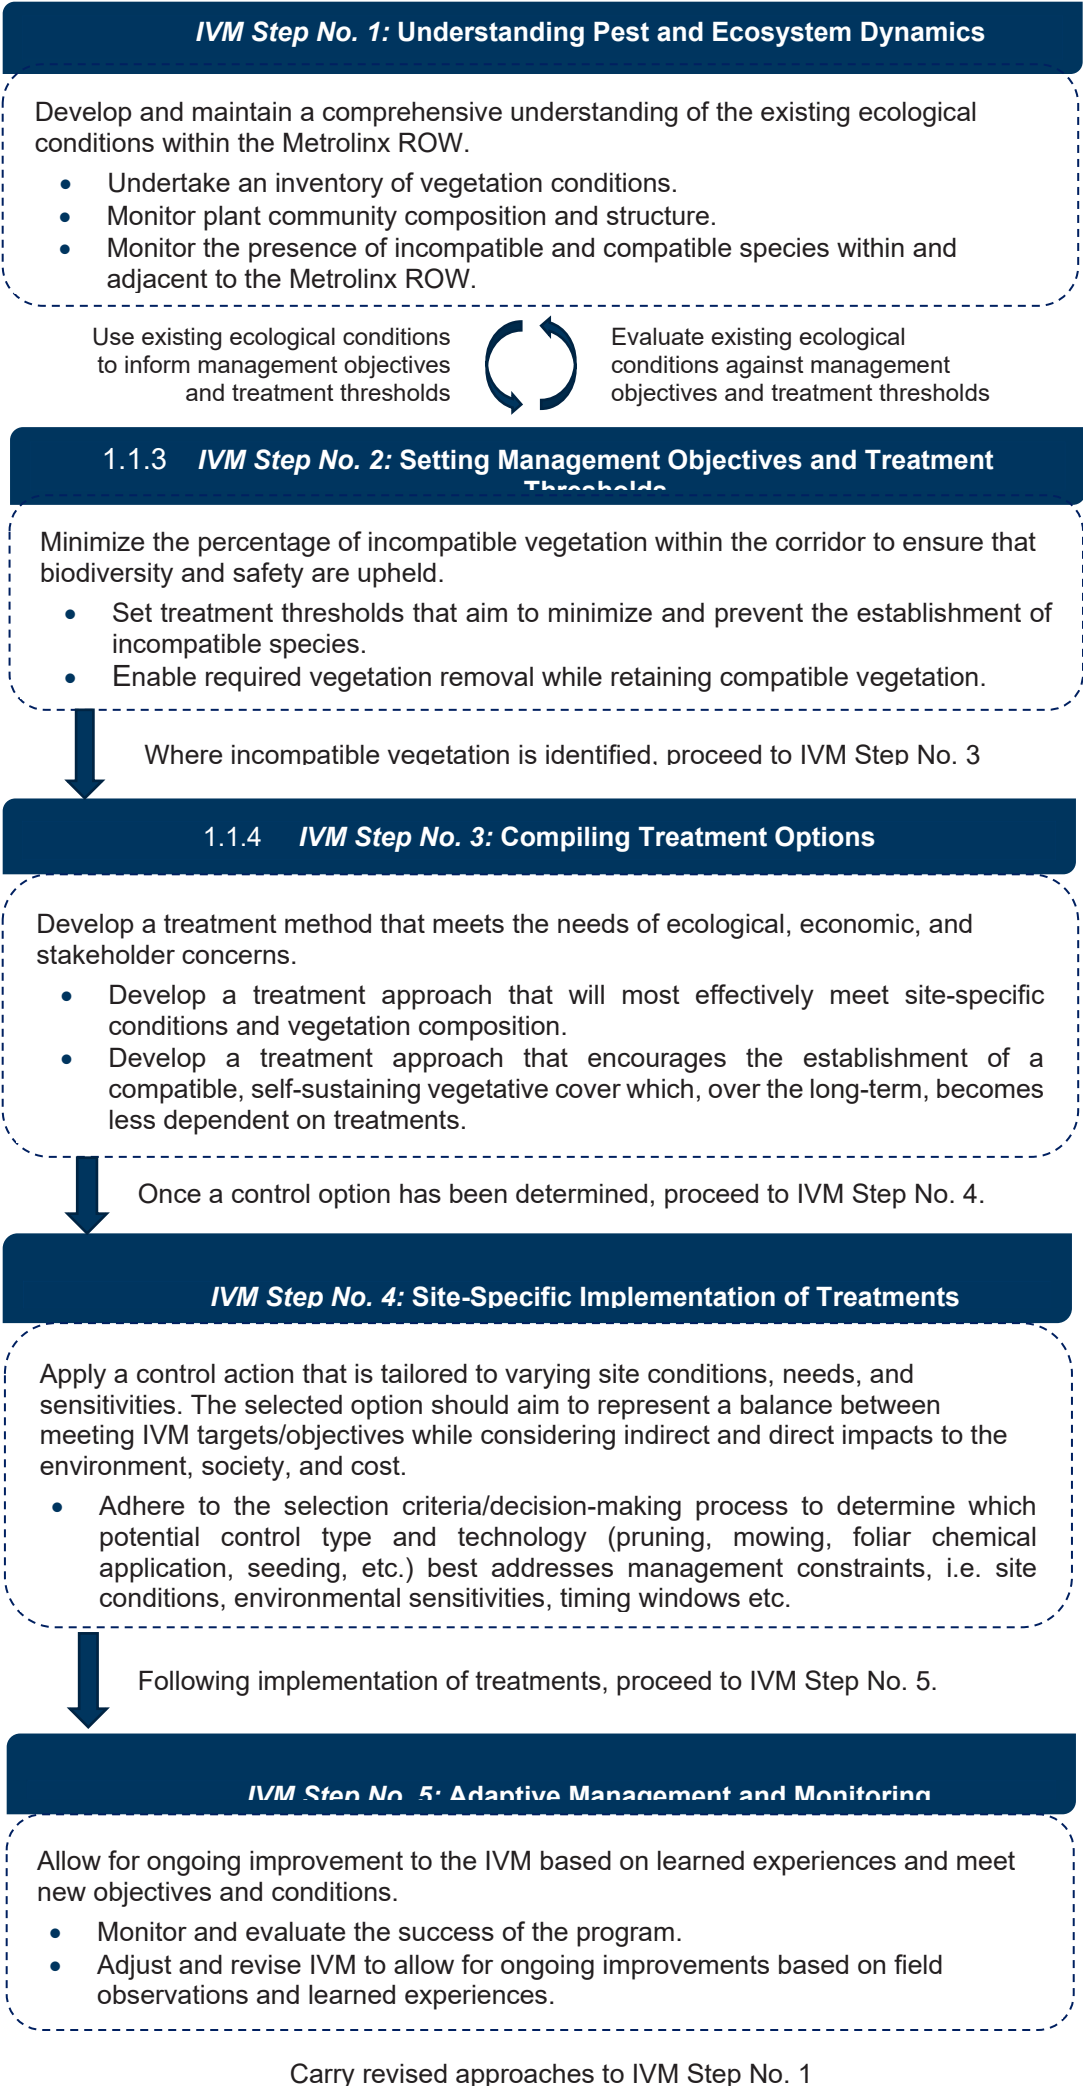 IVM Step No. 1: Understanding Pest and Ecosystem Dynamics
Develop and maintain a comprehensive understanding of the existing ecological
conditions within the Metrolinx ROW.
• Undertake an inventory of vegetation conditions.
• Monitor plant community composition and structure.
• Monitor the presence of incompatible and compatible species within and
adjacent to the Metrolinx ROW.
Use existing ecological conditions
to inform management objectives
and treatment thresholds
Evaluate existing ecological
conditions against management
objectives and treatment thresholds
1.1.3 IVM Step No. 2: Setting Management Objectives and Treatment
Thresholds
Minimize the percentage of incompatible vegetation within the corridor to ensure that
biodiversity and safety are upheld.
• Set treatment thresholds that aim to minimize and prevent the establishment of
incompatible species.
• Enable required vegetation removal while retaining compatible vegetation.
Where incompatible vegetation is identified, proceed to IVM Step No. 3
1.1.4 IVM Step No. 3: Compiling Treatment Options
Develop a treatment method that meets the needs of ecological, economic, and
stakeholder concerns.
• Develop a treatment approach that will most effectively meet site-specific
conditions and vegetation composition.
• Develop a treatment approach that encourages the establishment of a
compatible, self-sustaining vegetative cover which, over the long-term, becomes
less dependent on treatments.
Once a control option has been determined, proceed to IVM Step No. 4.
IVM Step No. 4: Site-Specific Implementation of Treatments
Apply a control action that is tailored to varying site conditions, needs, and
sensitivities. The selected option should aim to represent a balance between
meeting IVM targets/objectives while considering indirect and direct impacts to the
environment, society, and cost.
• Adhere to the selection criteria/decision-making process to determine which
potential control type and technology (pruning, mowing, foliar chemical
application, seeding, etc.) best addresses management constraints, i.e. site
conditions, environmental sensitivities, timing windows etc.
Following implementation of treatments, proceed to IVM Step No. 5.
IVM Step No. 5: Adaptive Management and Monitoring
Allow for ongoing improvement to the IVM based on learned experiences and meet
new objectives and conditions.
• Monitor and evaluate the success of the program.
• Adjust and revise IVM to allow for ongoing improvements based on field
observations and learned experiences.
Carry revised approaches to IVM Step No. 1